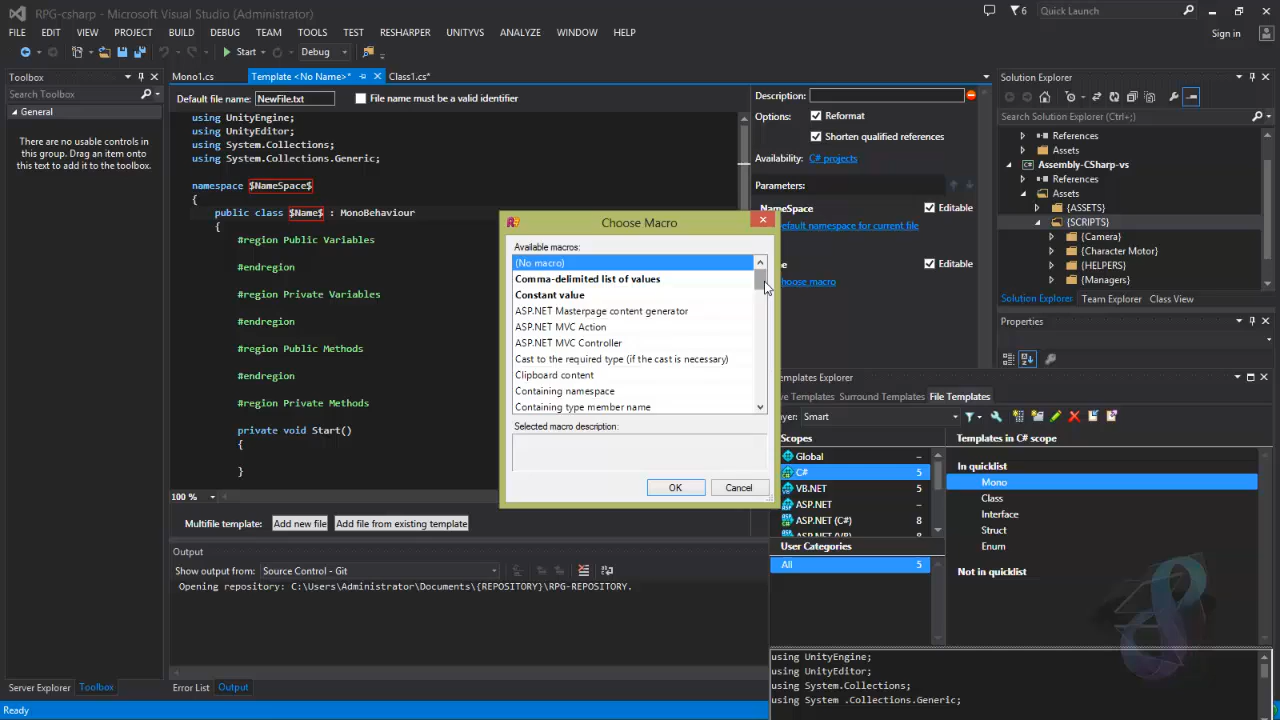 RPG-csharp - Microsoft Visual Studio (Administrator)
6
Quick Launch
FILE EDIT VIEW PROJECT BUILD DEBUG TEAM TOOLS TEST RESHARPER UNITYVS ANALYZE WINDOW HELP
Sign in
Start
Debug
Toolbox
Search Toolbox
General
There are no usable controls in
this group. Drag an item onto
this text to add it to the toolbox.
Server Explorer Toolbox
Mono1.cs Template <No Name>* Class1.cs*
Default file name: NewFile.txt File name must be a valid identifier
using UnityEngine;
using UnityEditor;
using System.Collections;
using System.Collections.Generic;
namespace $NameSpace$
{
public class $Name$ : MonoBehaviour
{
#region Public Variables
#endregion
#region Private Variables
#endregion
#region Public Methods
#endregion
#region Private Methods
private void Start()
{
}
100 %
Multifile template: Add new file Add file from existing template
Description:
Options: Reformat
Shorten qualified references
Availability: C# projects
Parameters:
NameSpace Editable
default namespace for current file
Editable
hoose macro
Choose Macro
Available macros:
(No macro)
Comma-delimited list of values
Constant value
ASP.NET Masterpage content generator
ASP.NET MVC Action
ASP.NET MVC Controller
Cast to the required type (if the cast is necessary)
Clipboard content
Containing namespace
Containing type member name
Selected macro description:
OK Cancel
Output
Show output from: Source Control - Git
Opening repository: C:\Users\Administrator\Documents\{REPOSITORY}\RPG-REPOSITORY.
Error List Output
Ready
Solution Explorer
Search Solution Explorer (Ctrl+;)
References
Assets
Assembly-CSharp-vs
References
Assets
{ASSETS}
{SCRIPTS}
{Camera}
{Character Motor}
{HELPERS}
{Managers}
Solution Explorer Team Explorer Class View
Properties
emplates Explorer
ve Templates Surround Templates File Templates
yer: Smart
Scopes
Global –
C# 5
VB.NET 5
ASP.NET –
ASP.NET (C#) 8
ASP.NET (VB) 8
User Categories
All 5
Templates in C# scope
In quicklist
Mono
Class
Interface
Struct
Enum
Not in quicklist
using UnityEngine;
using UnityEditor;
using System.Collections;
using System .Collections.Generic;